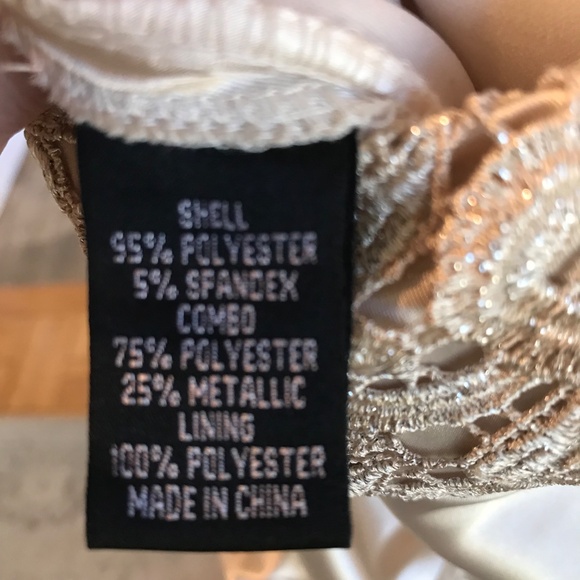 SHELL
95% POLYESTER
5% SPANDEX
COMBO
75% POLYESTER
25% METALLIC
LINING
100% POLYESTER
MADE IN CHINA